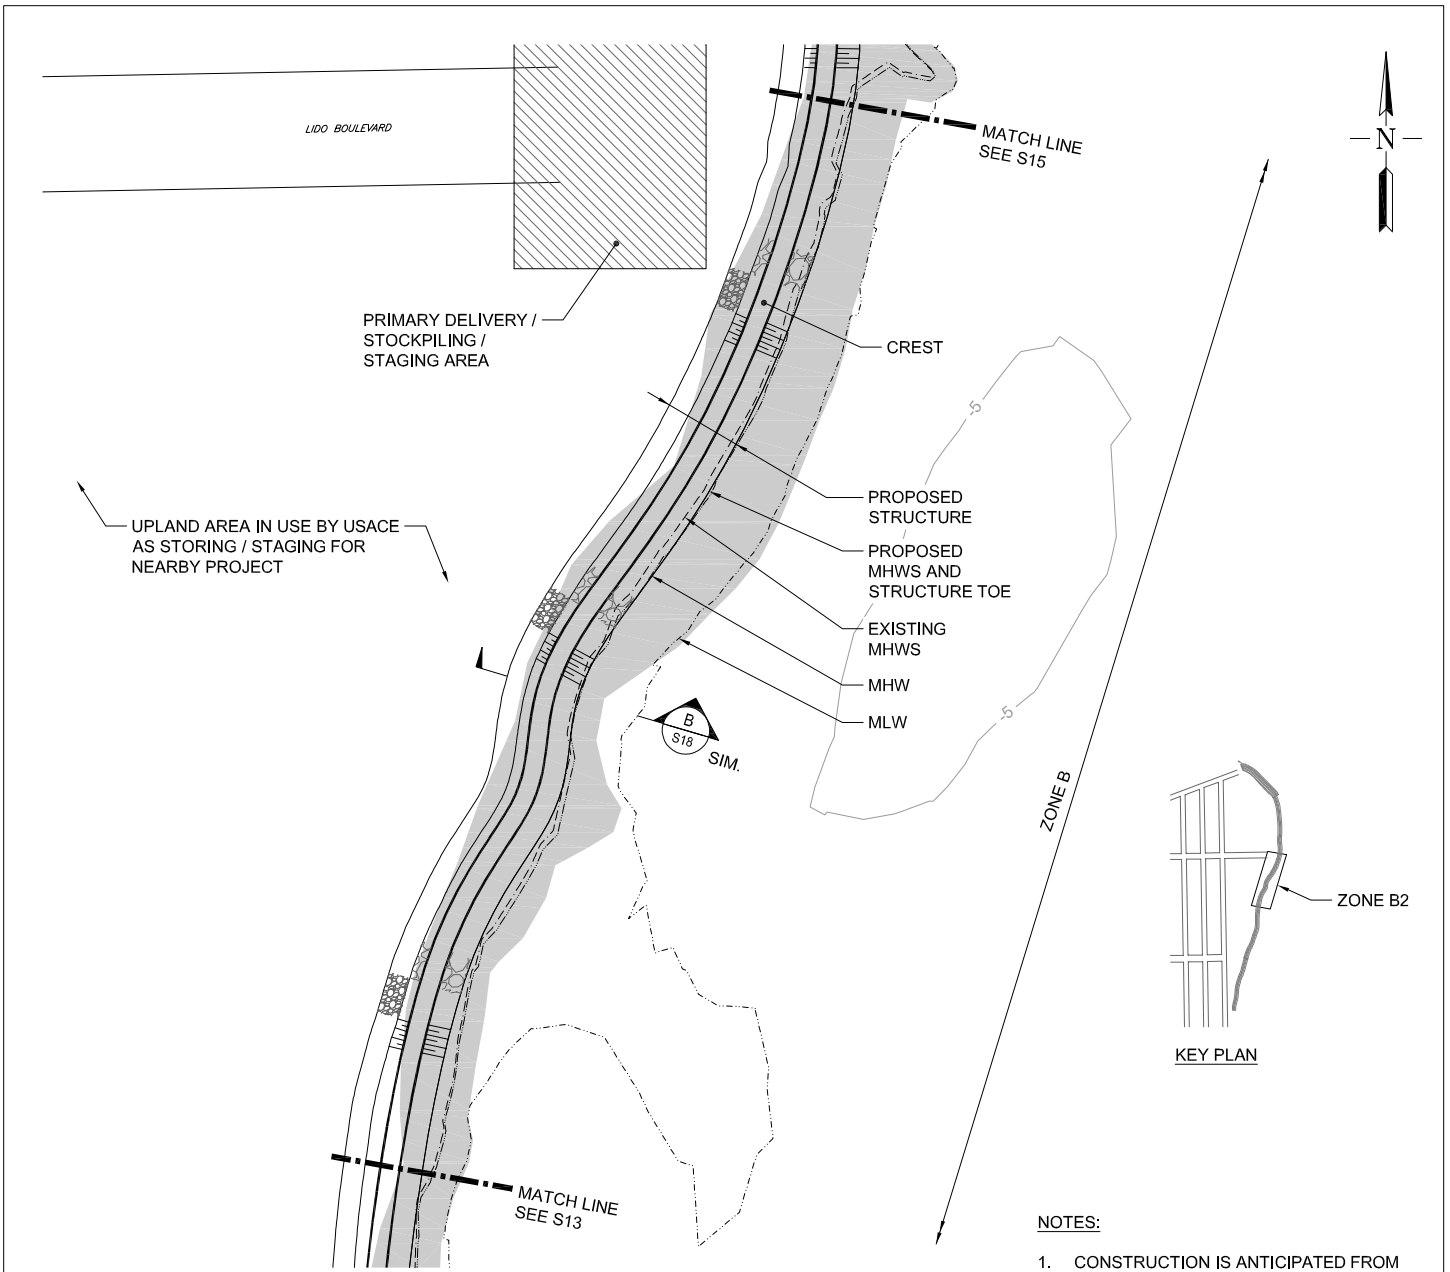 LIDO BOULEVARD
MATCH LINE
SEE S15
N
PRIMARY DELIVERY /
STOCKPILING /
STAGING AREA
CREST
-5
UPLAND AREA IN USE BY USACE
AS STORING / STAGING FOR
NEARBY PROJECT
PROPOSED
STRUCTURE
PROPOSED
MHWS AND
STRUCTURE TOE
EXISTING
MHWS
MHW
MLW
B
S18
SIM.
-5
ZONE B
ZONE B2
KEY PLAN
MATCH LINE
SEE S13
NOTES:
1. CONSTRUCTION IS ANTICIPATED FROM